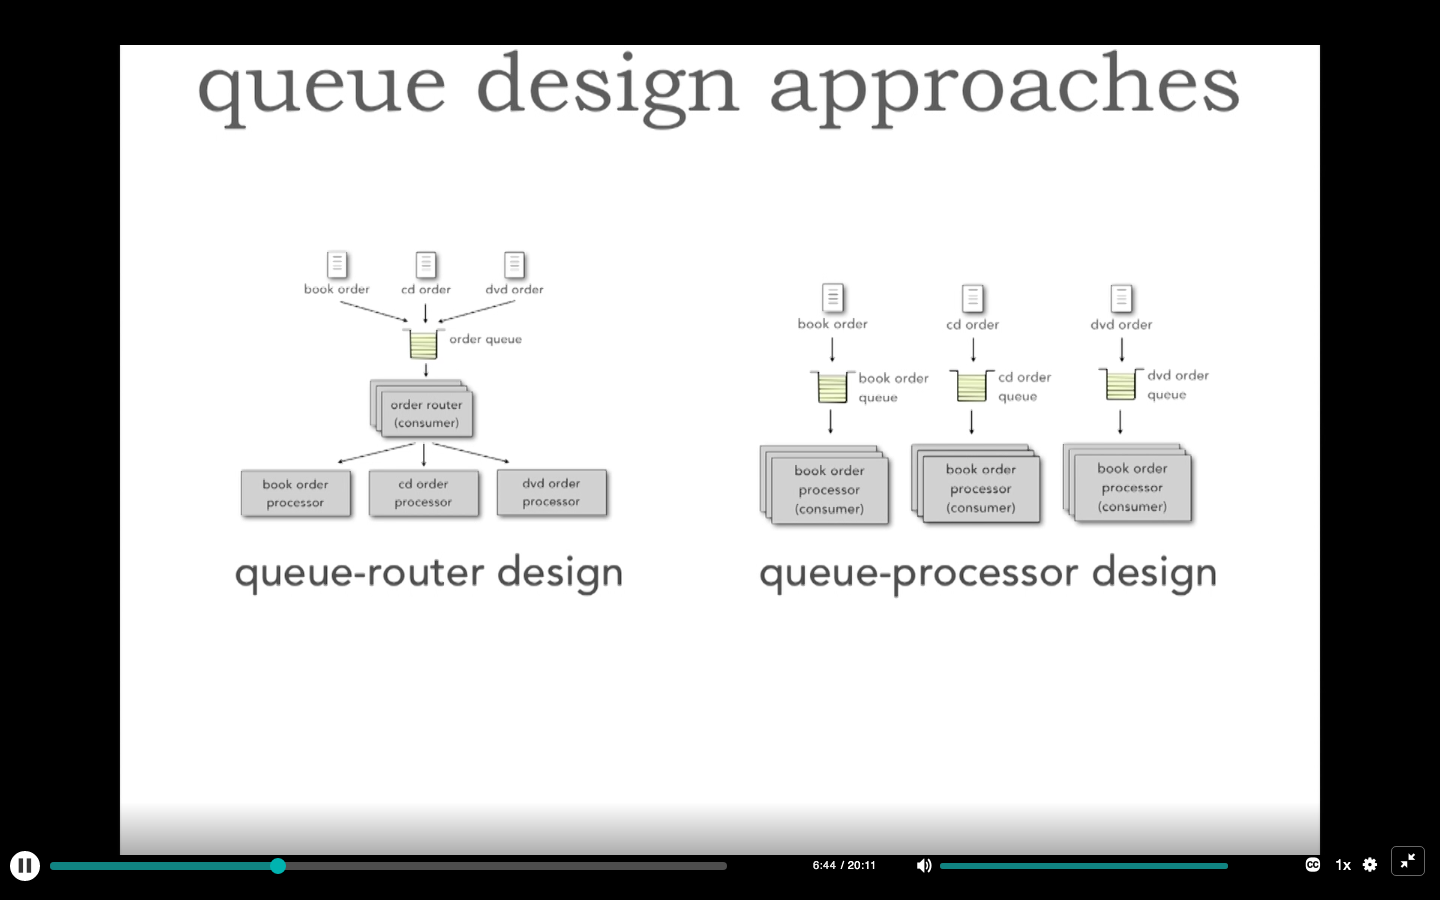 queue design approaches
book order
cd order
dvd order
order queue
order router
(consumer)
book order
processor
cd order
processor
dvd order
processor
queue-router design
book order
cd order
dvd order
book order
queue
cd order
queue
dvd order
queue
book order
processor
(consumer)
book order
processor
(consumer)
book order
processor
(consumer)
queue-processor design
6:44 / 20:11
CC
1x